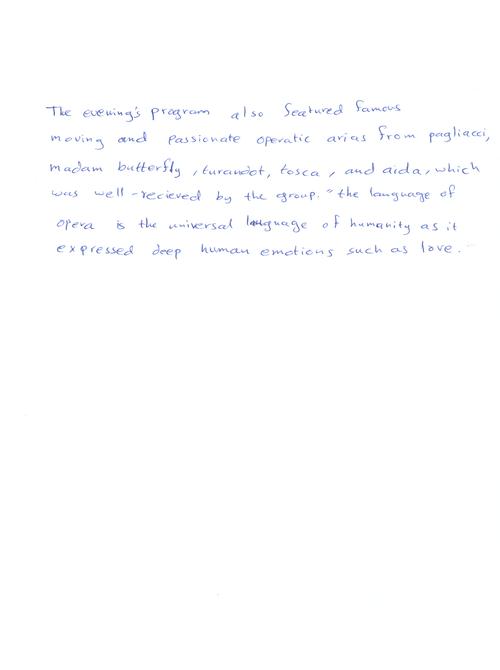 The evening's program also featured famous
moving and passionate operatic arias from pagliacci,
madam butterfly, turandot, tosca, and aida, which
was well-recieved by the group. "the language of
opera is the universal language of humanity as it
expressed deep human emotions such as love.